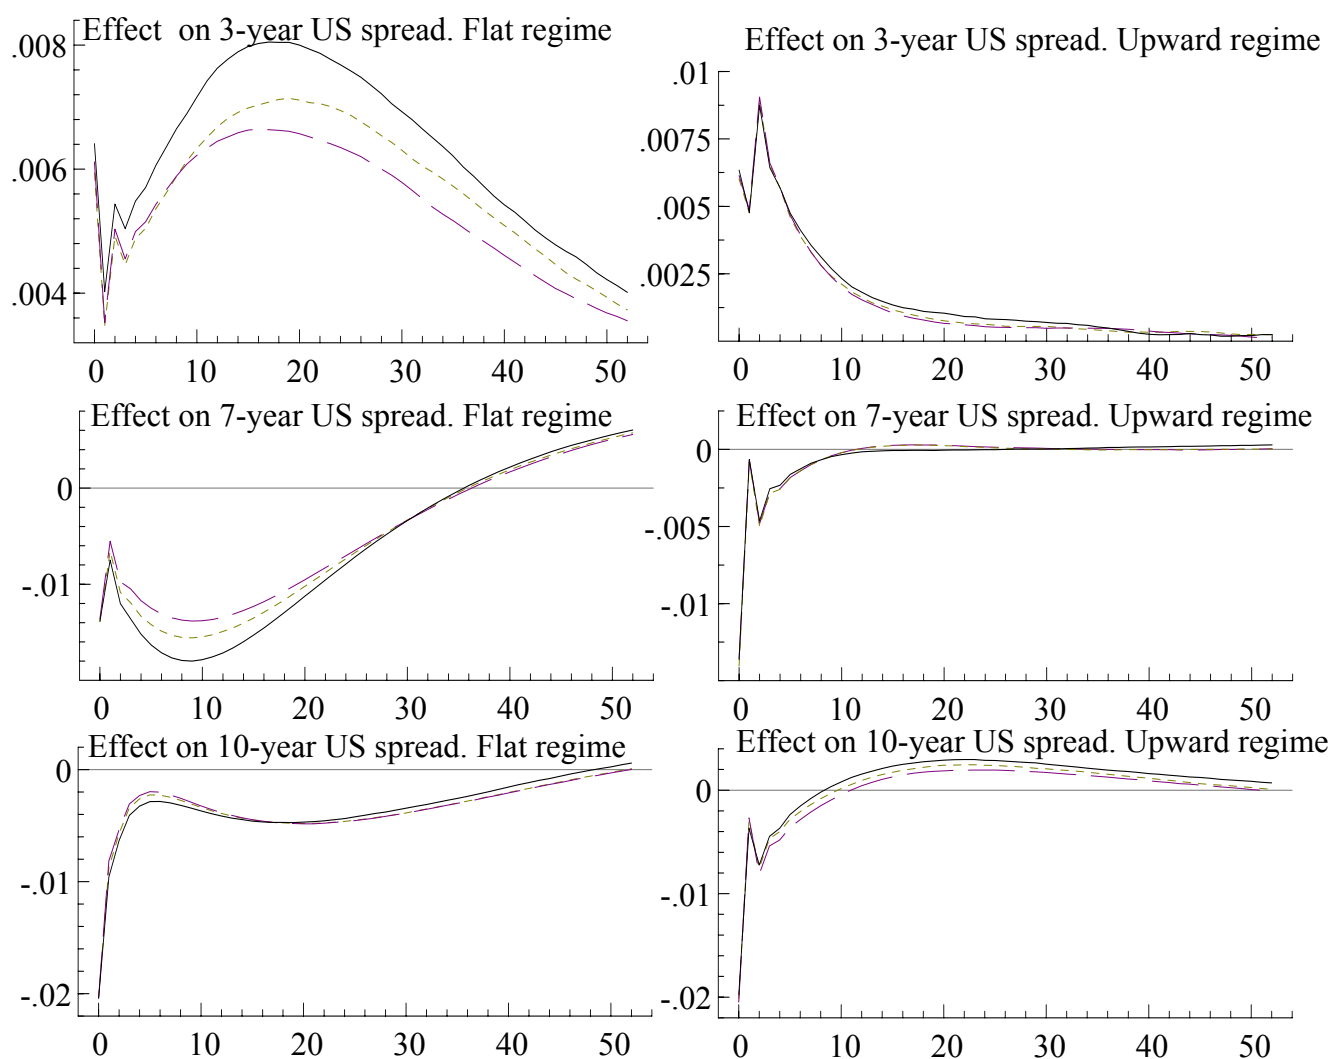 Effect on 3-year US spread. Flat regime
.008
.006
.004
0 10 20 30 40 50
Effect on 3-year US spread. Upward regime
.01
.0075
.005
.0025
0 10 20 30 40 50
Effect on 7-year US spread. Flat regime
0
-.01
0 10 20 30 40 50
Effect on 7-year US spread. Upward regime
0
-.005
-.01
0 10 20 30 40 50
Effect on 10-year US spread. Flat regime
0
-.01
-.02
0 10 20 30 40 50
Effect on 10-year US spread. Upward regime
0
-.01
-.02
0 10 20 30 40 50